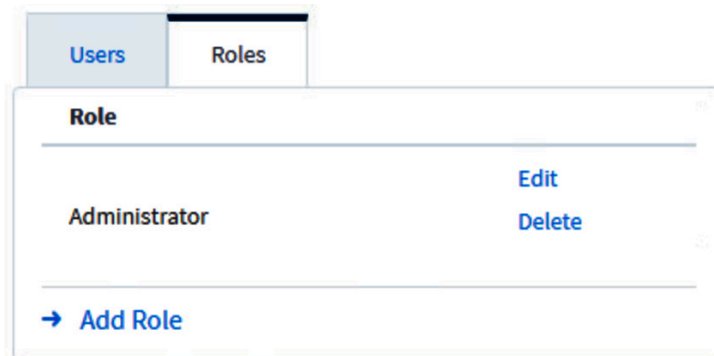 Users Roles
Role
Edit
Administrator
Delete
Add Role